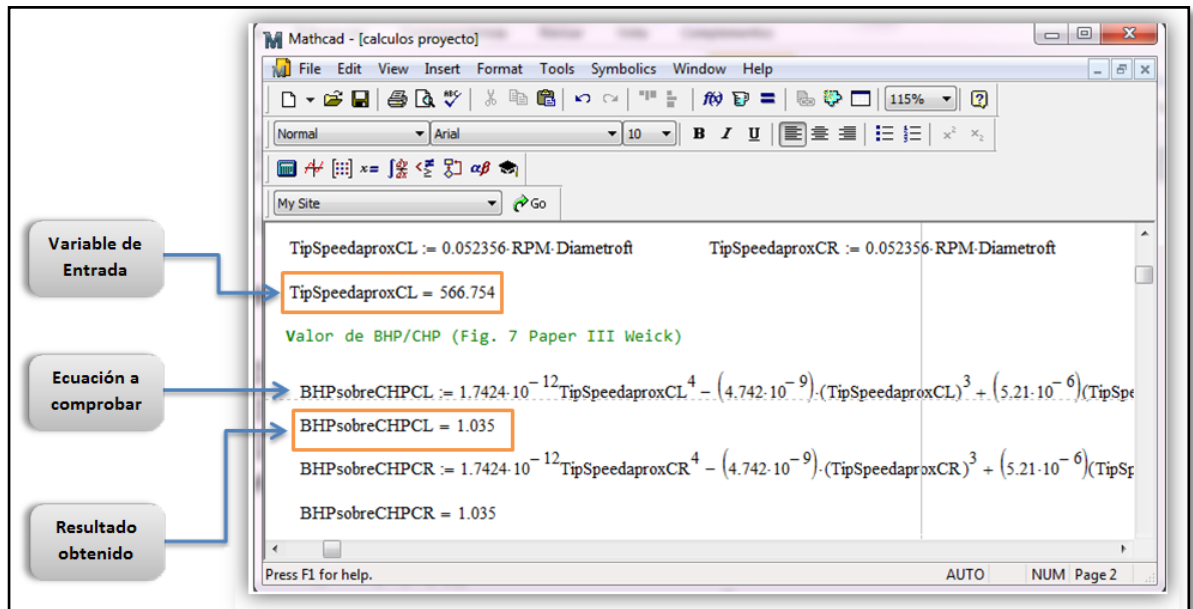 Mathcad - [calculos proyecto]
File Edit View Insert Format Tools Symbolics Window Help
115%
Normal Arial 10 B I U x² x₂
x= αβ
My Site Go
TipSpeedaproxCL := 0.052356·RPM·Diametroft TipSpeedaproxCR := 0.052356·RPM·Diametroft
Variable de
Entrada
TipSpeedaproxCL = 566.754
Valor de BHP/CHP (Fig. 7 Paper III Weick)
Ecuación a
comprobar
BHPsobreCHPCL := 1.7424·10^−12 TipSpeedaproxCL^4 − (4.742·10^−9)·(TipSpeedaproxCL)^3 + (5.21·10^−6)(TipSpe
BHPsobreCHPCL = 1.035
BHPsobreCHPCR := 1.7424·10^−12 TipSpeedaproxCR^4 − (4.742·10^−9)·(TipSpeedaproxCR)^3 + (5.21·10^−6)(TipSp
BHPsobreCHPCR = 1.035
Resultado
obtenido
Press F1 for help. AUTO NUM Page 2